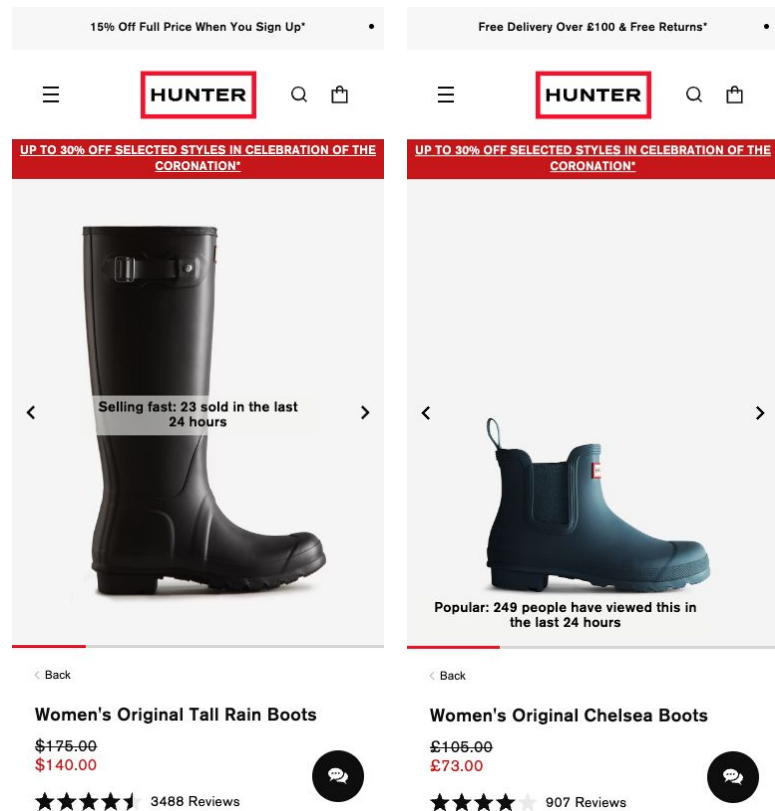 15% Off Full Price When You Sign Up*
HUNTER
UP TO 30% OFF SELECTED STYLES IN CELEBRATION OF THE
CORONATION*
Selling fast: 23 sold in the last
24 hours
Back
Women's Original Tall Rain Boots
$175.00
$140.00
3488 Reviews
Free Delivery Over £100 & Free Returns*
HUNTER
UP TO 30% OFF SELECTED STYLES IN CELEBRATION OF THE
CORONATION*
Popular: 249 people have viewed this in
the last 24 hours
Back
Women's Original Chelsea Boots
£105.00
£73.00
907 Reviews